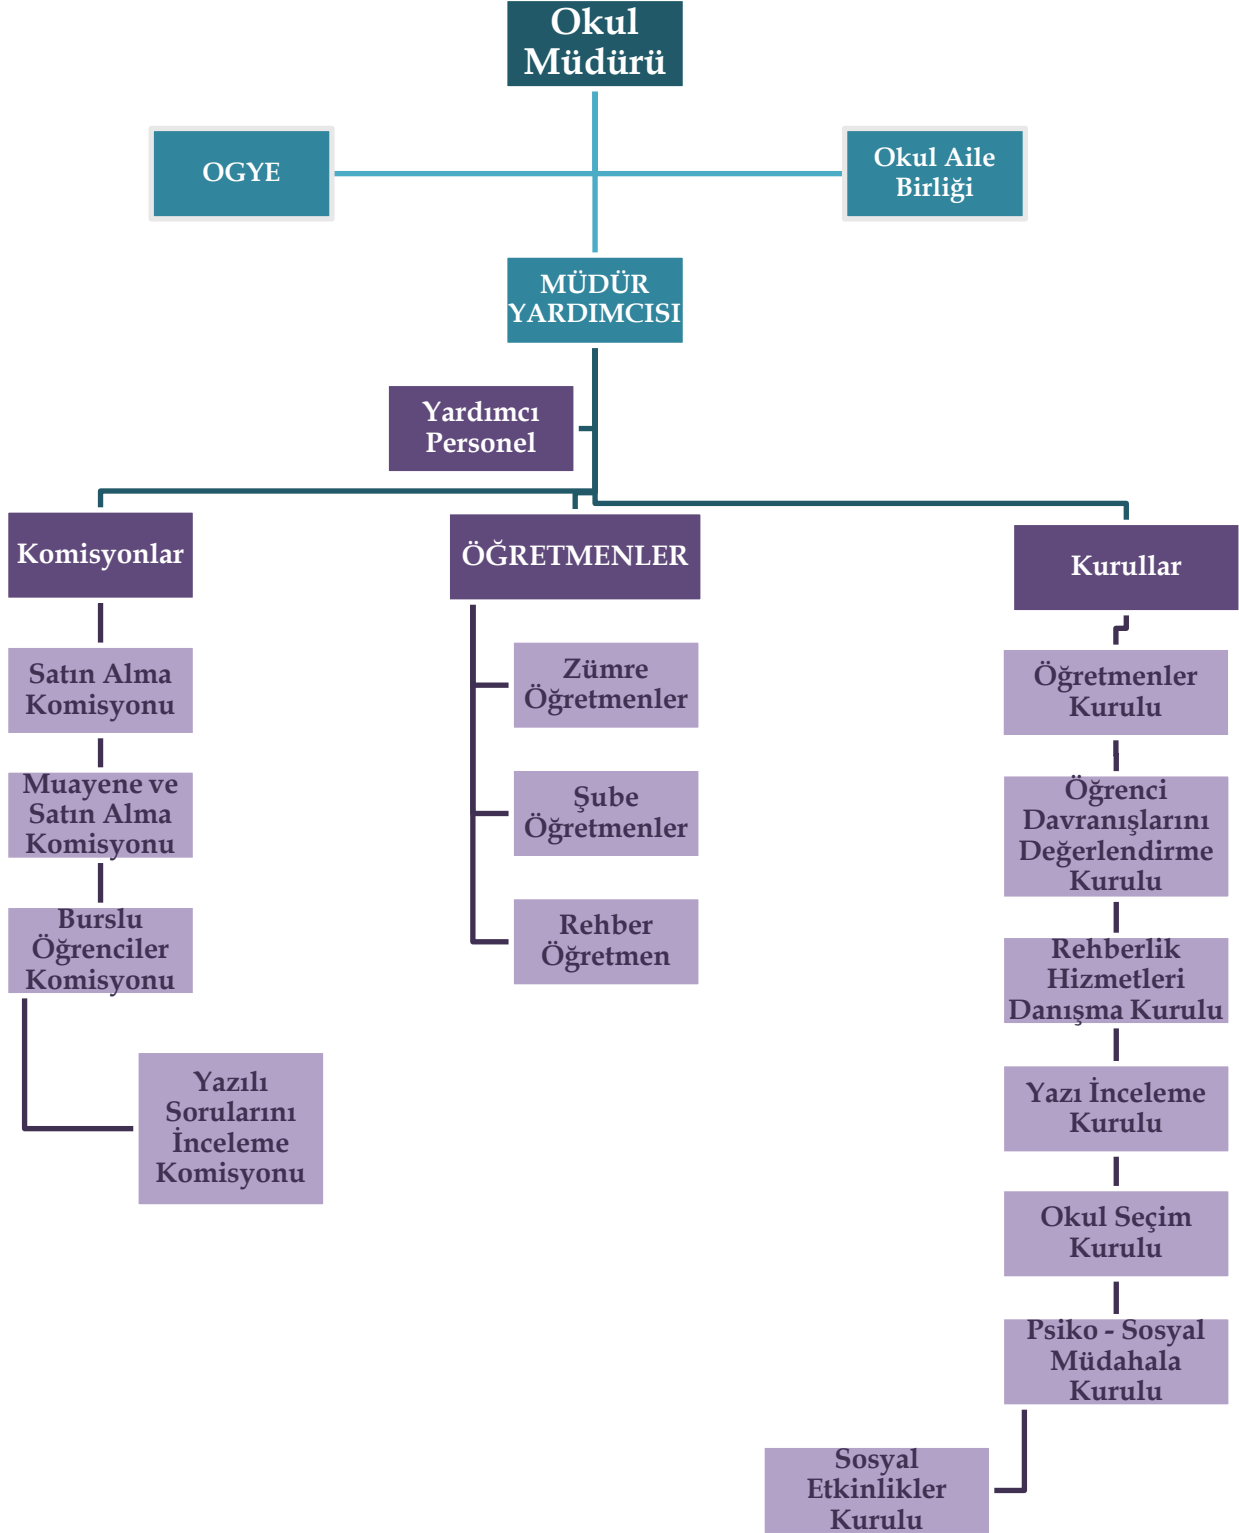 Okul
Müdürü
OGYE
Okul Aile
Birliği
MÜDÜR
YARDIMCISI
Yardımcı
Personel
Komisyonlar
ÖĞRETMENLER
Kurullar
Satın Alma
Komisyonu
Muayene ve
Satın Alma
Komisyonu
Burslu
Öğrenciler
Komisyonu
Yazılı
Sorularını
İnceleme
Komisyonu
Zümre
Öğretmenler
Şube
Öğretmenler
Rehber
Öğretmen
Öğretmenler
Kurulu
Öğrenci
Davranışlarını
Değerlendirme
Kurulu
Rehberlik
Hizmetleri
Danışma Kurulu
Yazı İnceleme
Kurulu
Okul Seçim
Kurulu
Psiko - Sosyal
Müdahala
Kurulu
Sosyal
Etkinlikler
Kurulu